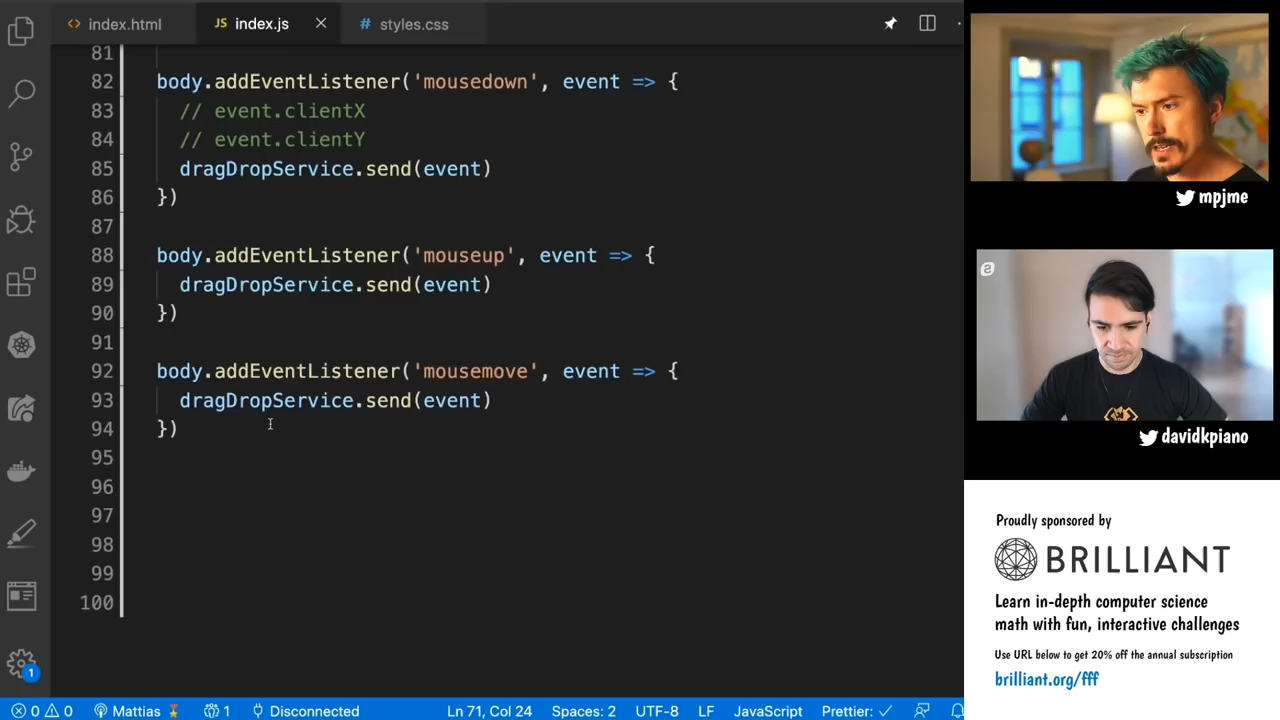 index.html
JS index.js
# styles.css
81
82 body.addEventListener('mousedown', event => {
83 // event.clientX
84 // event.clientY
85 dragDropService.send(event)
86 })
87
88 body.addEventListener('mouseup', event => {
89 dragDropService.send(event)
90 })
91
92 body.addEventListener('mousemove', event => {
93 dragDropService.send(event)
94 })
95
96
97
98
99
100
1
0 0 Mattias 1 Disconnected Ln 71, Col 24 Spaces: 2 UTF-8 LF JavaScript Prettier: ✓
mpjme
davidkpiano
Proudly sponsored by
BRILLIANT
Learn in-depth computer science
math with fun, interactive challenges
Use URL below to get 20% off the annual subscription
brilliant.org/fff